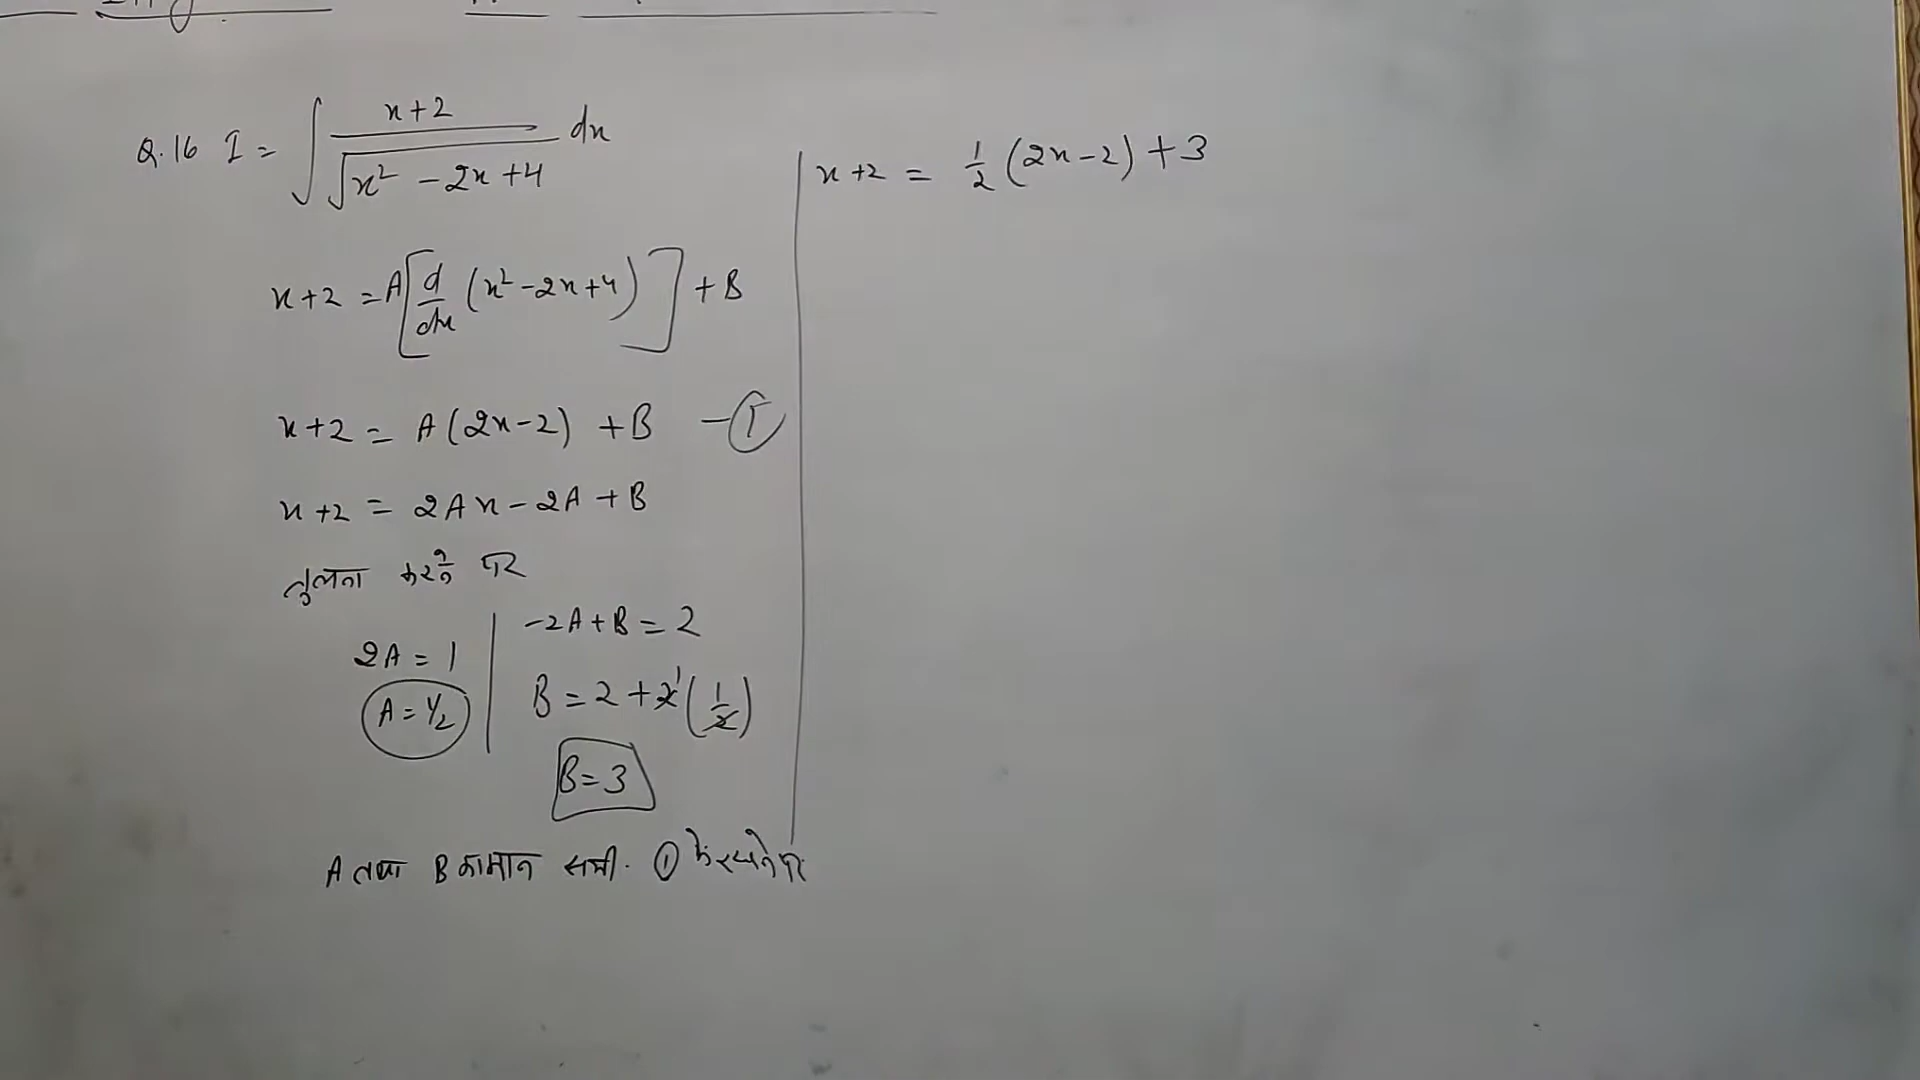 Q.16 I = ∫ x+2 / √(x² - 2x + 4) dx
x+2 = A[d/dx (x² - 2x + 4)] + B
x+2 = A(2x-2) + B - ①
x+2 = 2Ax - 2A + B
तुलना करने पर
2A = 1
A = 1/2
-2A + B = 2
B = 2 + 2¹(1/2)
B = 3
A तथा B का मान समी. ① में रखने पर
x+2 = 1/2 (2x-2) + 3